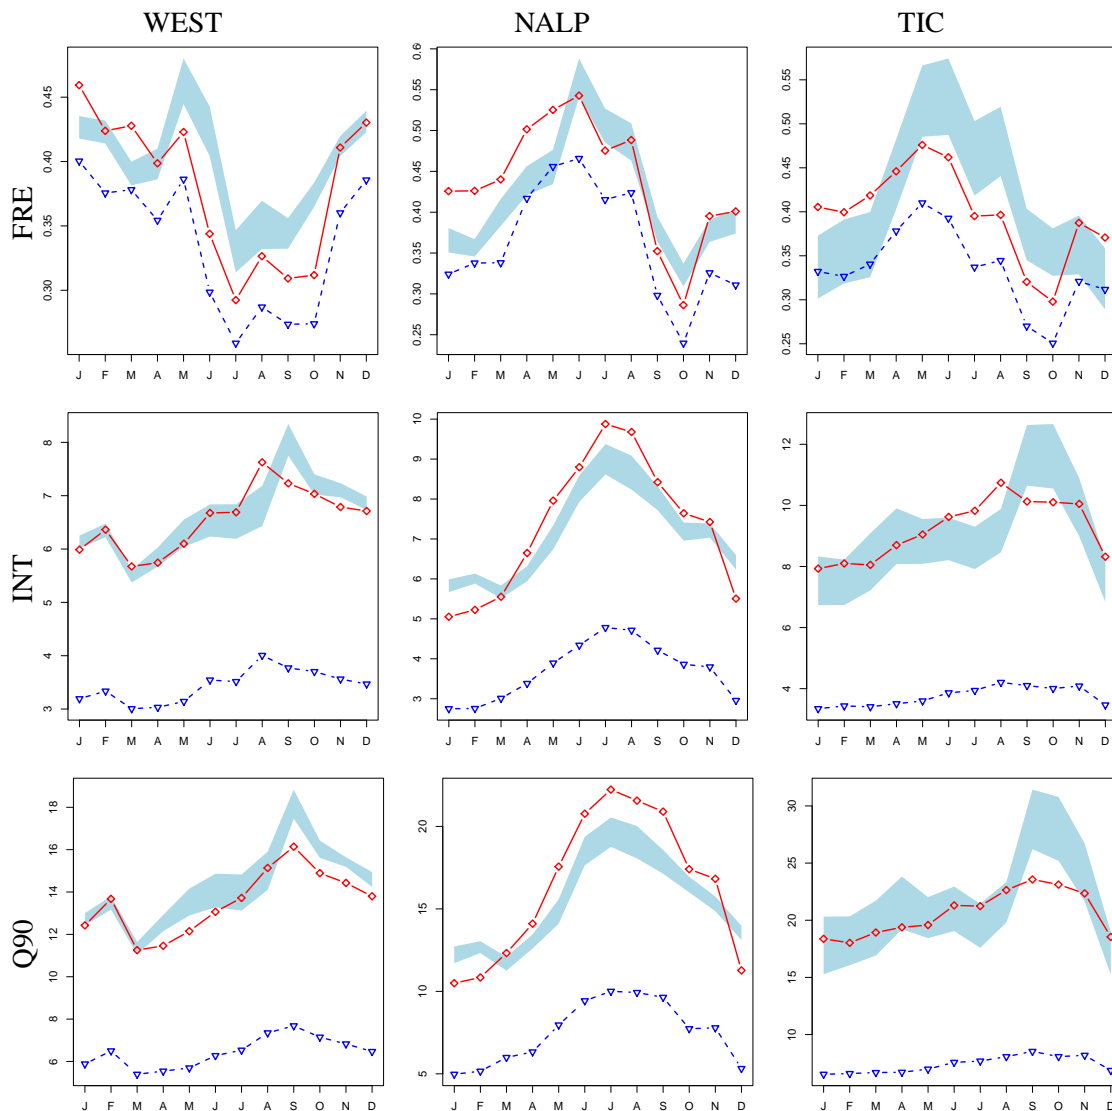 WEST NALP TIC
FRE
0.30 0.35 0.40 0.45
J F M A M J J A S O N D
0.25 0.30 0.35 0.40 0.45 0.50 0.55 0.6
J F M A M J J A S O N D
0.25 0.30 0.35 0.40 0.45 0.50 0.55
J F M A M J J A S O N D
INT
3 4 5 6 7 8
J F M A M J J A S O N D
3 4 5 6 7 8 9 10
J F M A M J J A S O N D
4 6 8 10 12
J F M A M J J A S O N D
Q90
6 8 10 12 14 16 18
J F M A M J J A S O N D
5 10 15 20
J F M A M J J A S O N D
10 15 20 25 30
J F M A M J J A S O N D